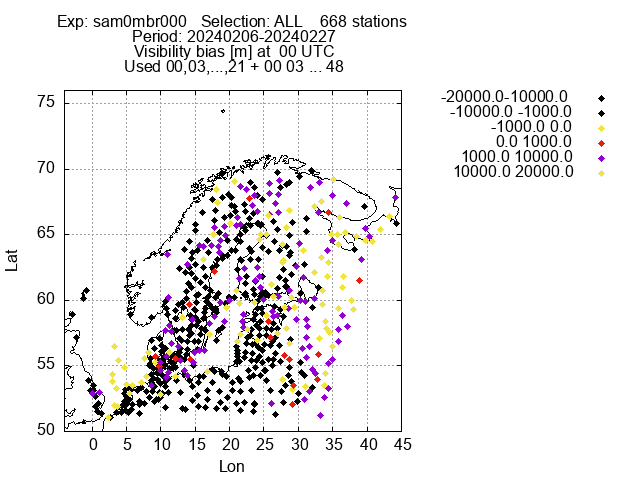 Exp: sam0mbr000   Selection: ALL    668 stations
Period: 20240206-20240227
Visibility bias [m] at  00 UTC
Used 00,03,...,21 + 00 03 ... 48
-20000.0-10000.0
-10000.0 -1000.0
-1000.0 0.0
0.0 1000.0
1000.0 10000.0
10000.0 20000.0
75
70
65
60
55
50
Lat
0 5 10 15 20 25 30 35 40 45
Lon